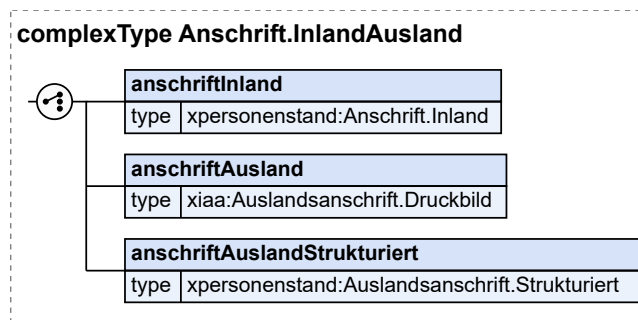 complexType Anschrift.InlandAusland
anschriftInland
type xpersonenstand:Anschrift.Inland
anschriftAusland
type xiaa:Auslandsanschrift.Druckbild
anschriftAuslandStrukturiert
type xpersonenstand:Auslandsanschrift.Strukturiert